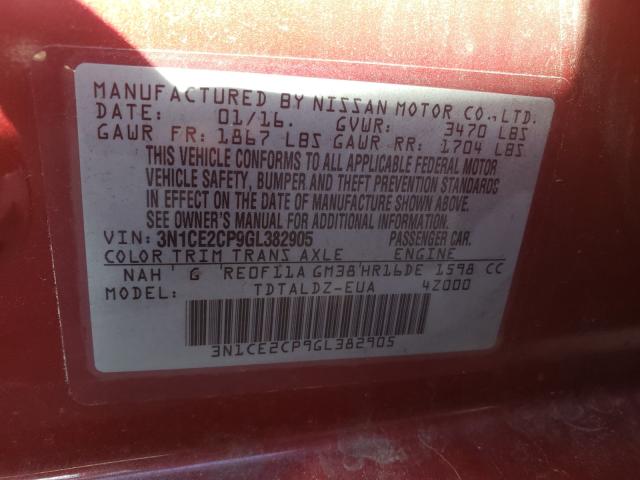 MANUFACTURED BY NISSAN MOTOR CO., LTD.
DATE: 01/16. GVWR: 3470 LBS
GAWR FR: 1867 LBS GAWR RR: 1704 LBS
THIS VEHICLE CONFORMS TO ALL APPLICABLE FEDERAL MOTOR
VEHICLE SAFETY, BUMPER AND THEFT PREVENTION STANDARDS
IN EFFECT ON THE DATE OF MANUFACTURE SHOWN ABOVE.
SEE OWNER'S MANUAL FOR ADDITIONAL INFORMATION.
VIN: 3N1CE2CP9GL382905 PASSENGER CAR.
COLOR TRIM TRANS AXLE ENGINE
NAH ' G 'RE0F11A GM38'HR16DE 1598 CC
MODEL: TDTALDZ-EUA 4Z000
3N1CE2CP9GL382905